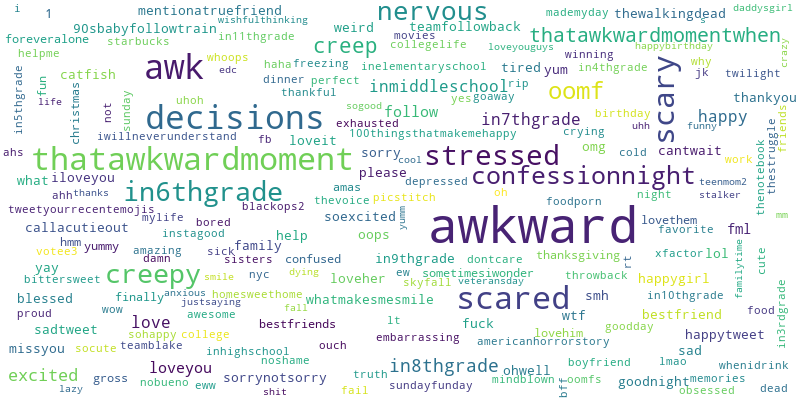 i
1
mentionatruefriend
nervous
mademyday
thewalkingdead
daddysgirl
90sbabyfollowtrain
wishfulthinking
weird
teamfollowback
thatawkwardmomentwhen
foreveralone
starbucks
in11thgrade
creep
movies
collegelife
loveyouguys
happybirthday
crazy
helpme
whoops
haha
freezing
inelementaryschool
winning
why
in5thgrade
fun
catfish
edc
awk
dinner
perfect
inmiddleschool
tired
yum
in4thgrade
scary
jk
twilight
christmas
sunday
uhoh
thankful
sogood
yes
goaway
rip
oomf
thankyou
not
life
decisions
follow
in7thgrade
birthday
happy
friends
iwillneverunderstand
fb
loveit
exhausted
100thingsthatmakemehappy
crying
uhh
funny
ahs
thatawkwardmoment
sorry
cool
stressed
omg
cold
cantwait
work
thestruggle
what
iloveyou
please
depressed
confessionnight
teenmom2
thenotebook
ahh
thanks
in6thgrade
amas
picstitch
oh
night
stalker
tweetyourrecentemojis
blackops2
thevoice
yumm
foodporn
mylife
bored
soexcited
awkward
lovethem
favorite
mm
callacutieout
instagood
help
oops
fml
hmm
yummy
family
votee3
amazing
damn
sick
sisters
confused
in9thgrade
dontcare
thanksgiving
rt
xfactor
lol
familytime
cute
yay
creepy
nyc
loveher
ew
sometimesiwonder
bittersweet
smile
dying
skyfall
veteransday
throwback
happygirl
in3rdgrade
blessed
finally
anxious
homesweethome
whatmakesmesmile
scared
smh
in10thgrade
justsaying
proud
wow
awesome
fall
wtf
bestfriend
food
sadtweet
love
bestfriends
lt
fuck
goodday
sohappy
college
embarrassing
lovehim
happytweet
missyou
socute
teamblake
ouch
americanhorrorstory
inhighschool
noshame
sad
loveyou
in8thgrade
ohwell
boyfriend
lmao
whenidrink
excited
gross
nobueno
eww
sorrynotsorry
truth
sundayfunday
mindblown
bff
oomfs
goodnight
memories
lazy
shit
fail
obsessed
dead